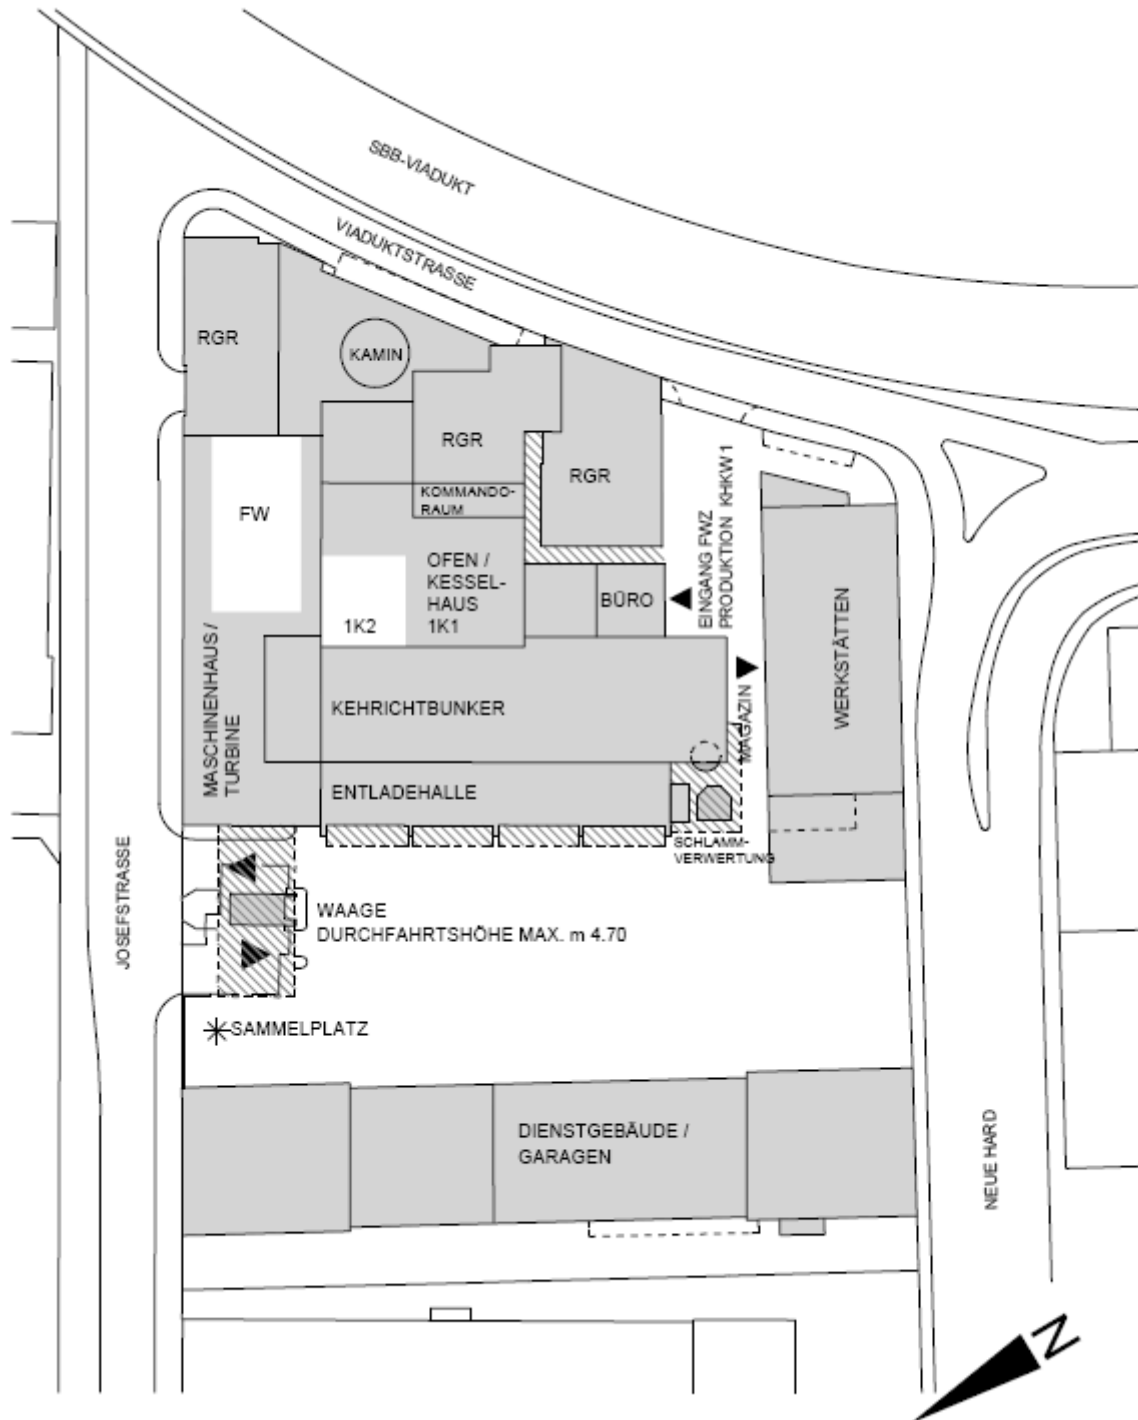 SBB-VIADUKT
VIADUKTSTRASSE
RGR
KAMIN
RGR
KOMMANDO-
RAUM
RGR
FW
OFEN /
KESSEL-
HAUS
1K1
1K2
BÜRO
EINGANG FWZ
PRODUKTION KHKW1
MASCHINENHAUS /
TURBINE
KEHRICHTBUNKER
MAGAZIN
WERKSTÄTTEN
ENTLADEHALLE
SCHLAMM-
VERWERTUNG
JOSEFSTRASSE
WAAGE
DURCHFAHRTSHÖHE MAX. m 4.70
SAMMELPLATZ
DIENSTGEBÄUDE /
GARAGEN
NEUE HARD
N